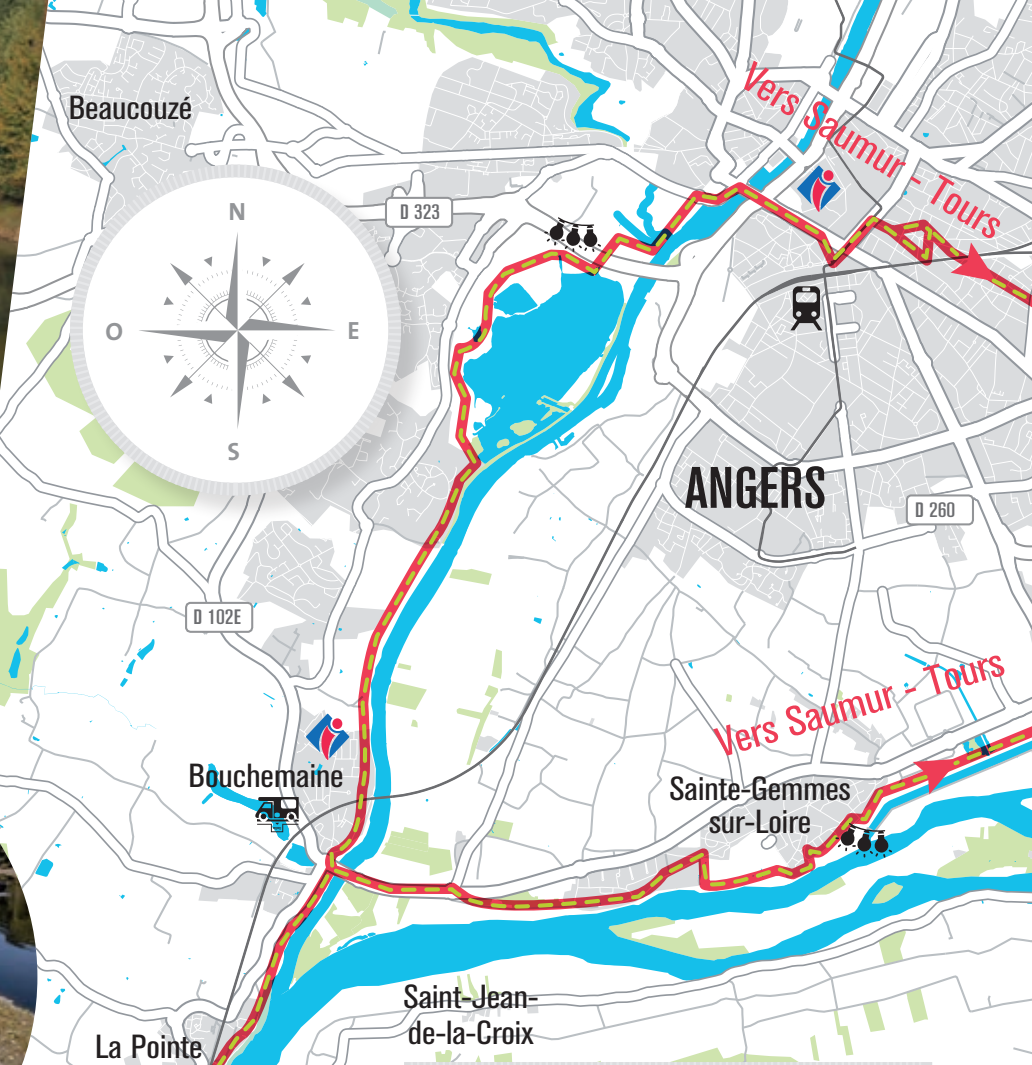 Vers Saumur - Tours
Beaucouzé
D 323
N
O
E
S
ANGERS
D 260
D 102E
Vers Saumur - Tours
Bouchemaine
Sainte-Gemmes
sur-Loire
Saint-Jean-
de-la-Croix
La Pointe